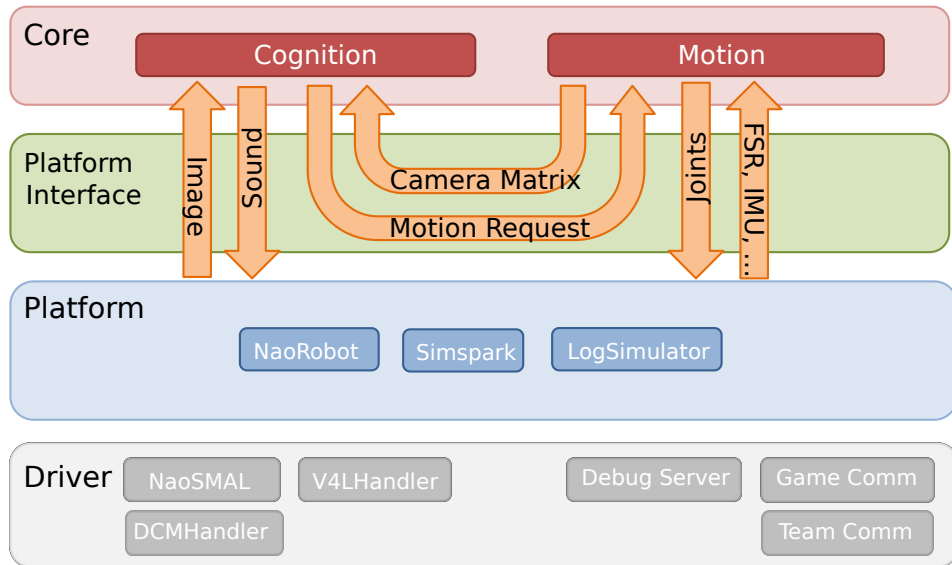 Core
Cognition
Motion
Platform
Interface
Image
Sound
Camera Matrix
Motion Request
Joints
FSR, IMU, ...
Platform
NaoRobot
Simspark
LogSimulator
Driver
NaoSMAL
V4LHandler
Debug Server
Game Comm
DCMHandler
Team Comm